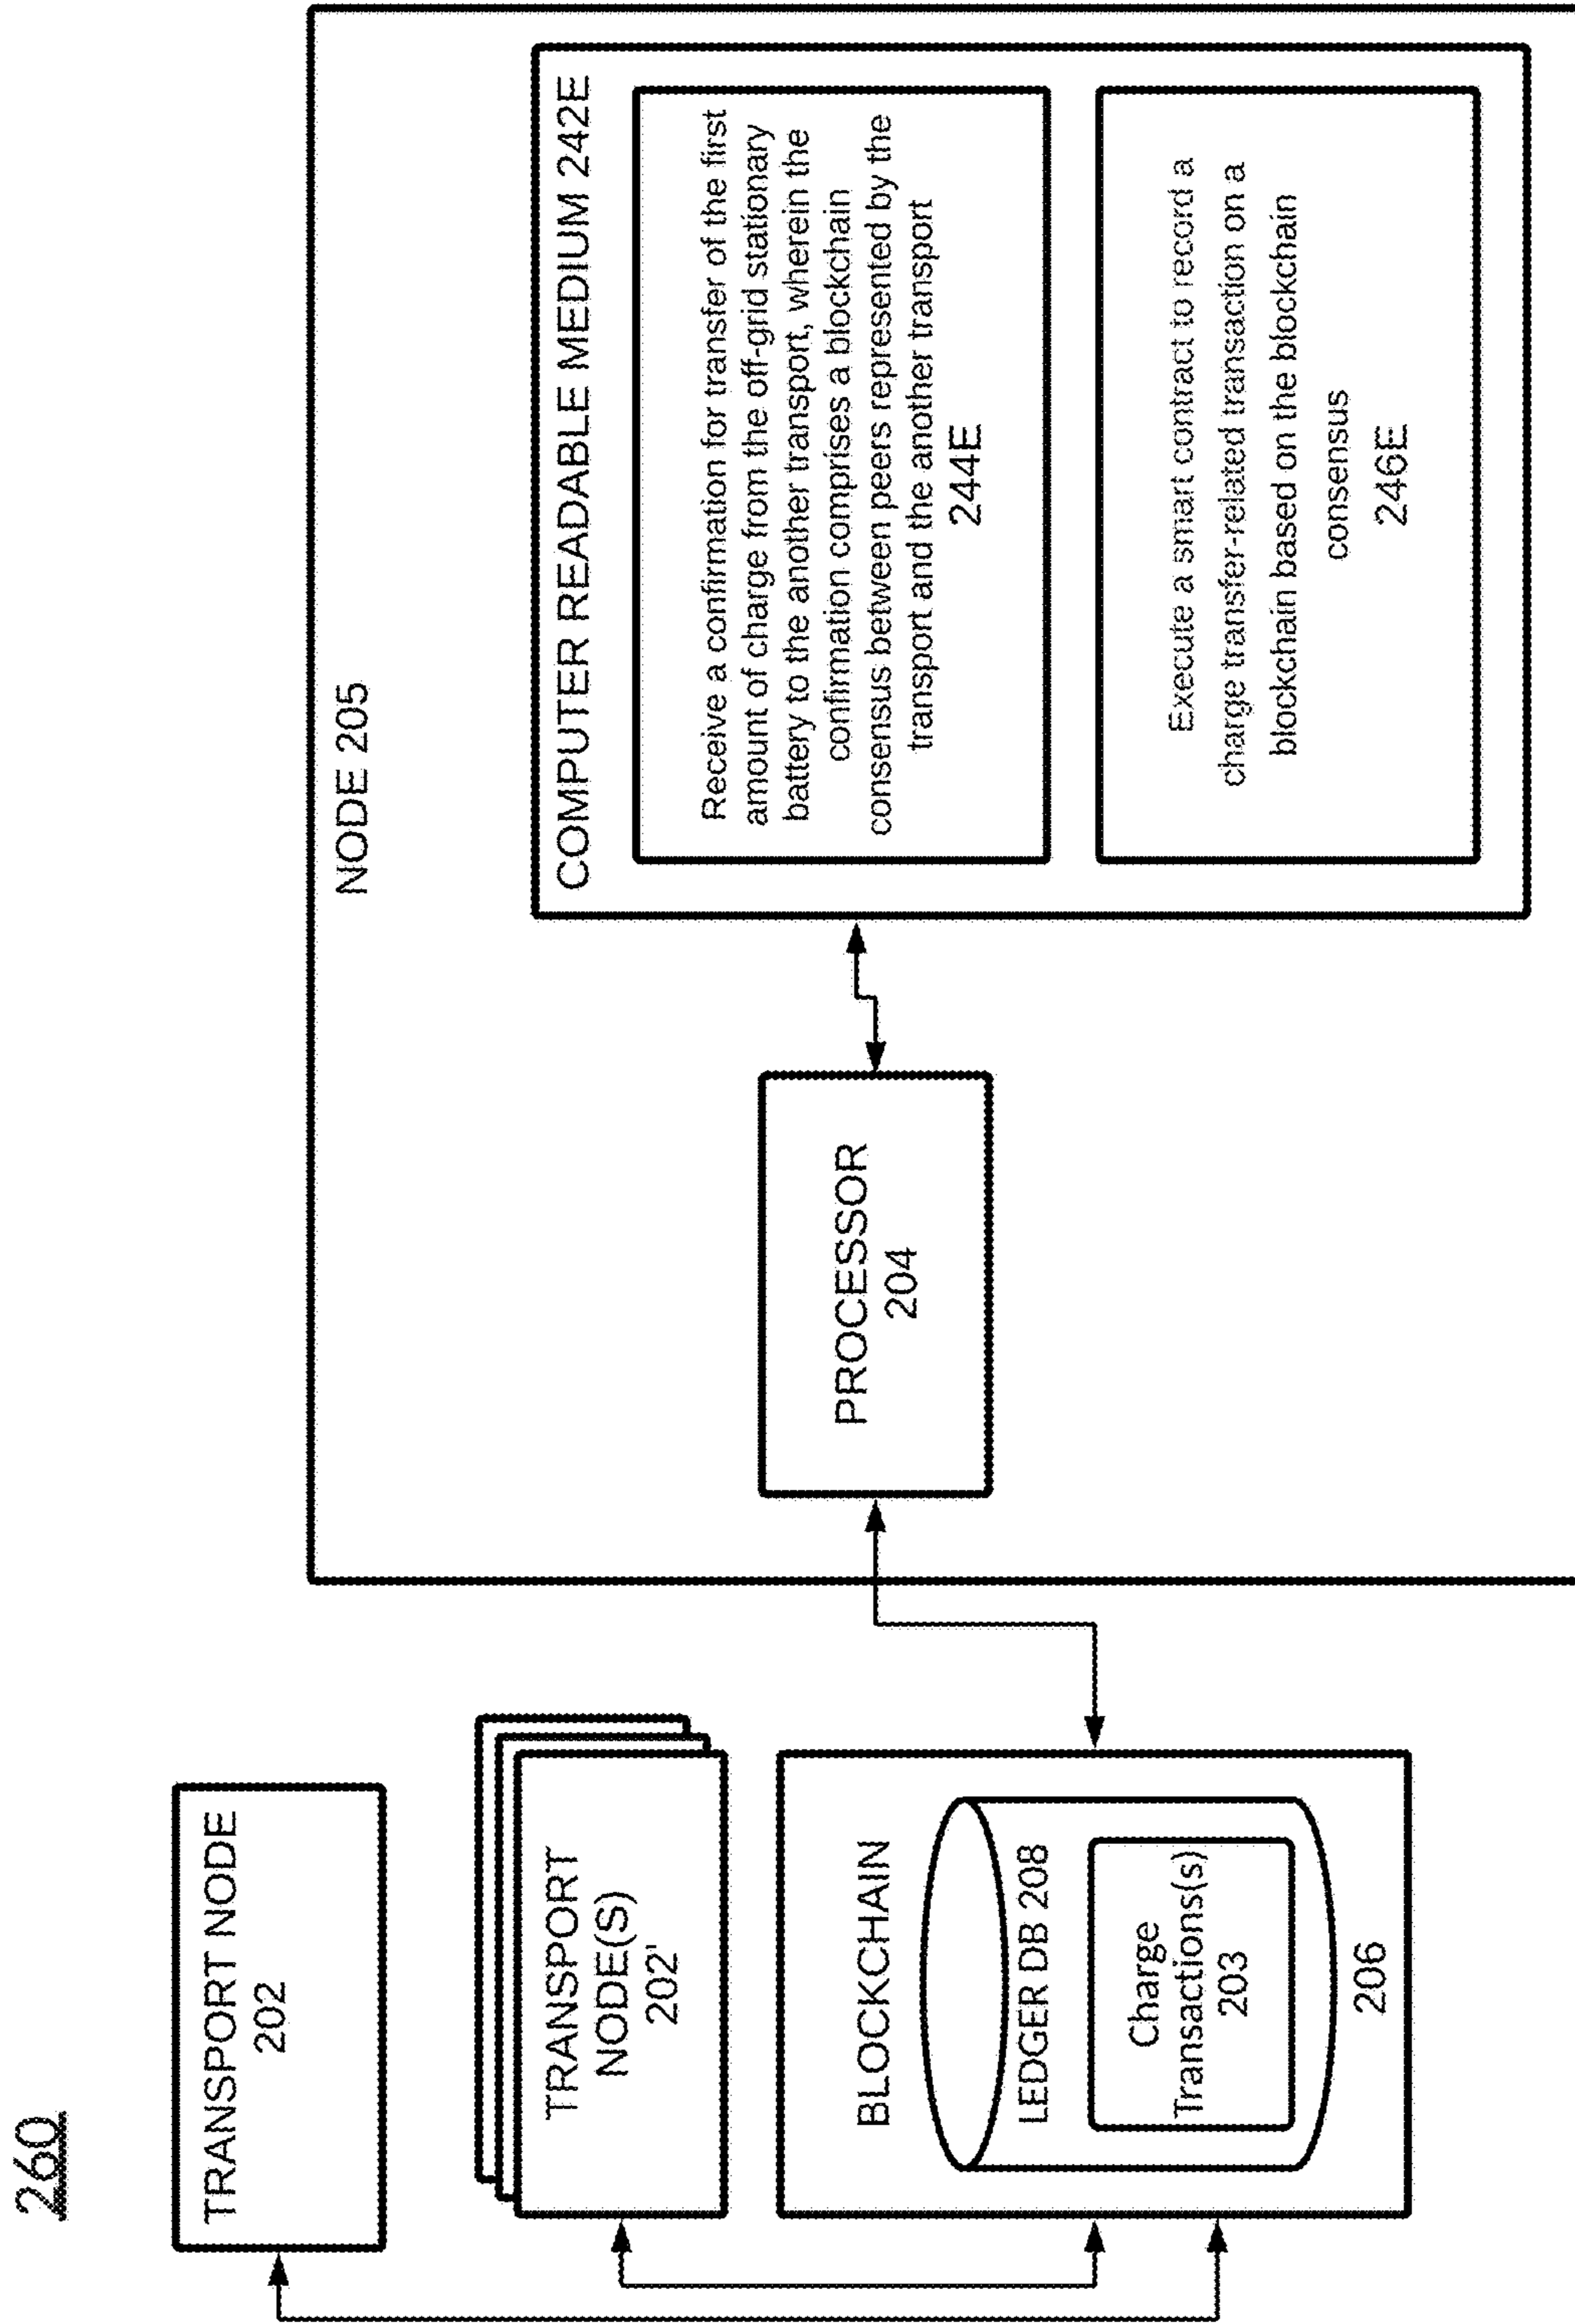 260
TRANSPORT NODE
202
TRANSPORT
NODE(S)
202'
BLOCKCHAIN
LEDGER DB 208
Charge
Transactions(s)
203
206
NODE 205
PROCESSOR
204
COMPUTER READABLE MEDIUM 242E
Receive a confirmation for transfer of the first
amount of charge from the off-grid stationary
battery to the another transport, wherein the
confirmation comprises a blockchain
consensus between peers represented by the
transport and the another transport
244E
Execute a smart contract to record a
charge transfer-related transaction on a
blockchain based on the blockchain
consensus
246E